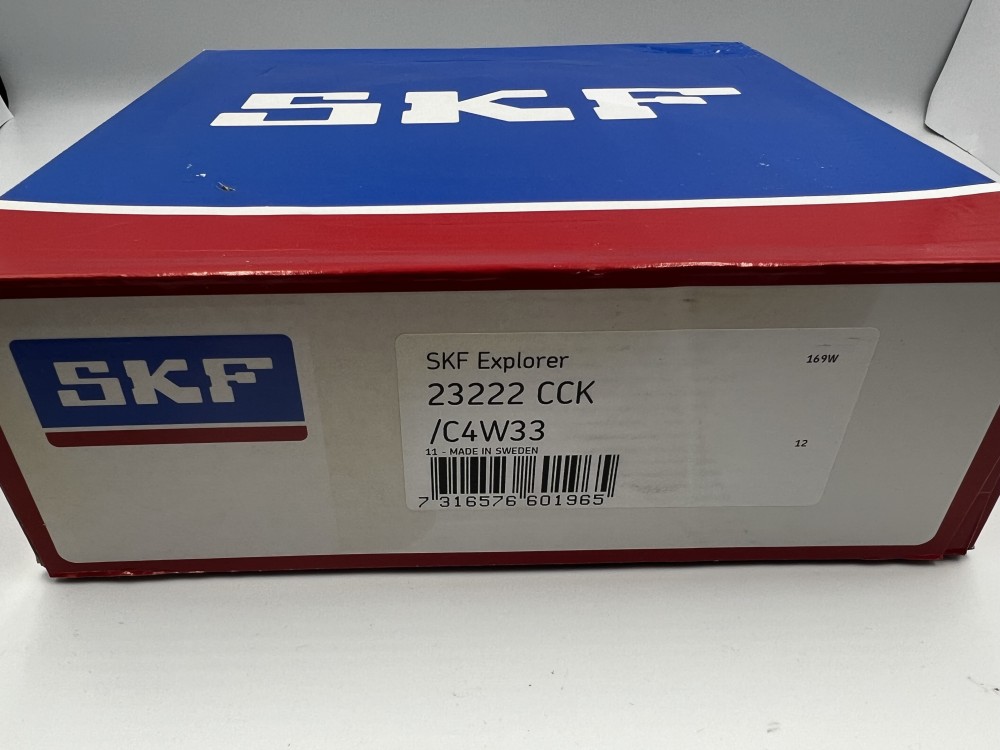 SKF
SKF
SKF Explorer
169W
23222 CCK
/C4W33
12
11 - MADE IN SWEDEN
7 316576 601965